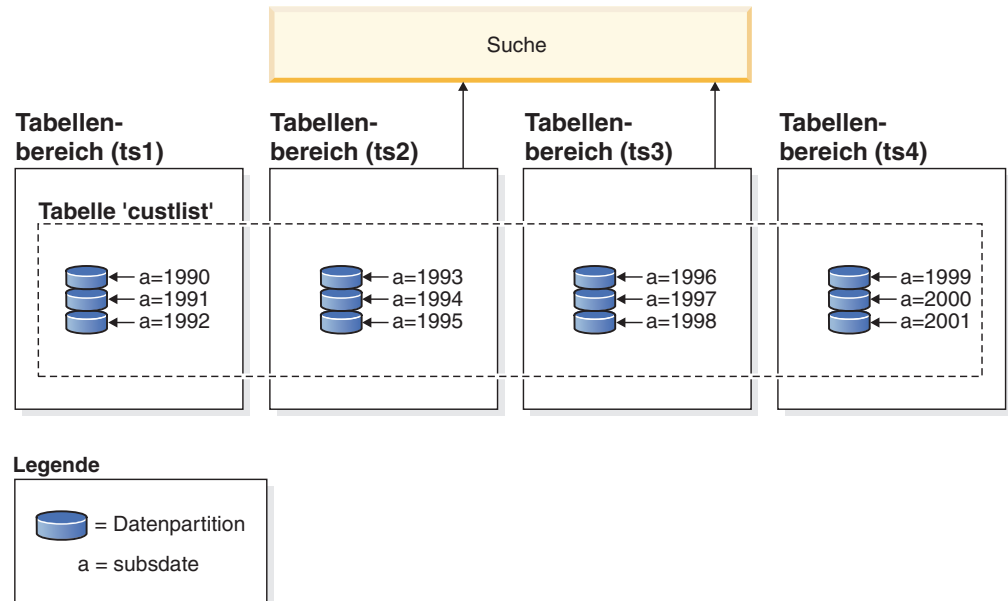 Suche
Tabellen-
bereich (ts1)
Tabellen-
bereich (ts2)
Tabellen-
bereich (ts3)
Tabellen-
bereich (ts4)
Tabelle 'custlist'
a=1990
a=1991
a=1992
a=1993
a=1994
a=1995
a=1996
a=1997
a=1998
a=1999
a=2000
a=2001
Legende
= Datenpartition
a = subsdate